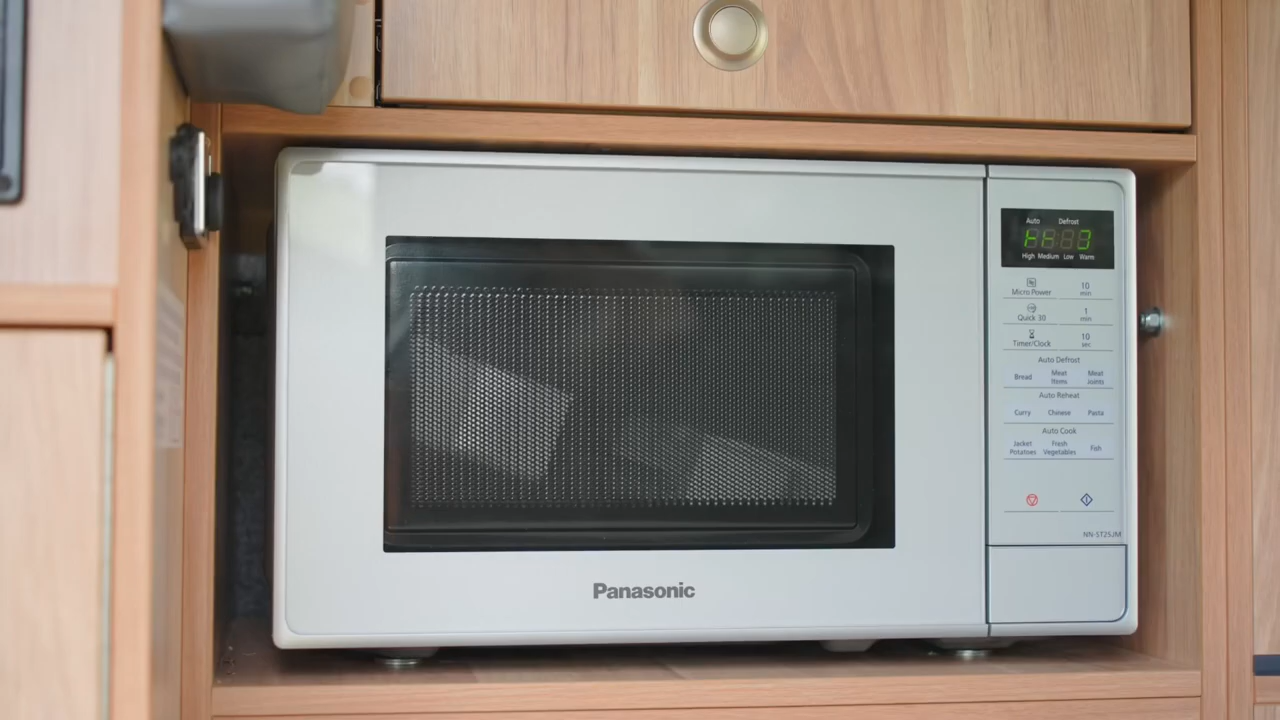 Auto Defrost
High Medium Low Warm
Micro Power
10
min
Quick 30
1
min
Timer/Clock
10
sec
Auto Defrost
Bread
Meat
Items
Meat
Joints
Auto Reheat
Curry Chinese Pasta
Auto Cook
Jacket
Potatoes
Fresh
Vegetables
Fish
NN-ST25JM
Panasonic